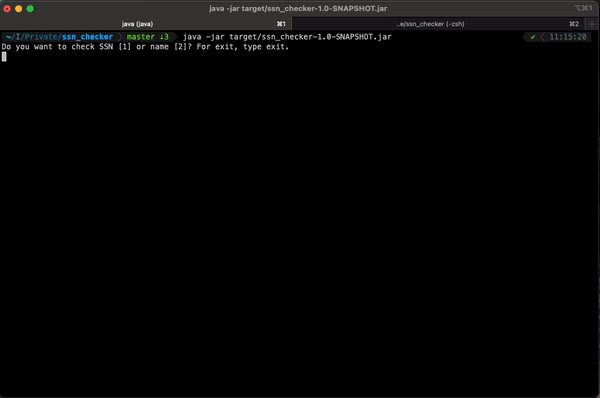 java -jar target/ssn_checker-1.0-SNAPSHOT.jar ⌥⌘1
java (java) ⌘1 ..e/ssn_checker (-zsh) ⌘2 +
~/I/Private/ssn_checker master ↓3 java -jar target/ssn_checker-1.0-SNAPSHOT.jar ✔ 11:15:20
Do you want to check SSN [1] or name [2]? For exit, type exit.